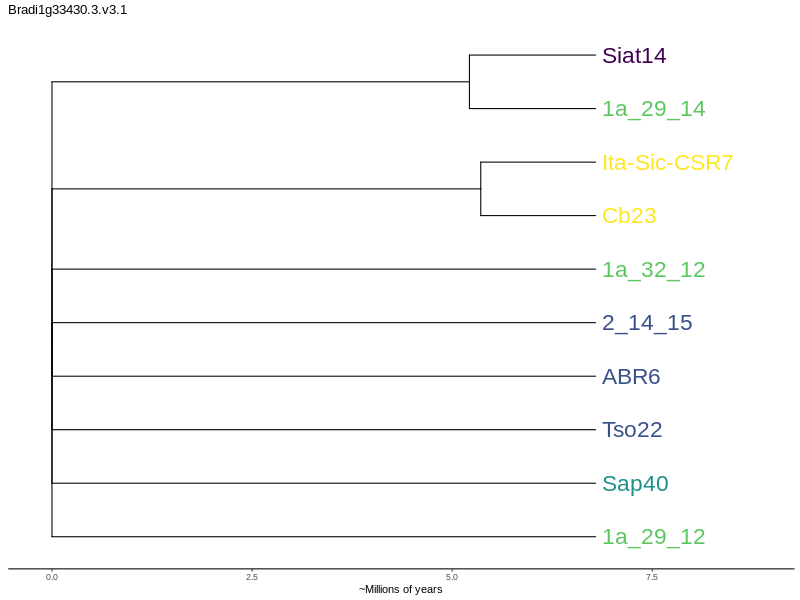 Bradi1g33430.3.v3.1
Siat14
1a_29_14
Ita-Sic-CSR7
Cb23
1a_32_12
2_14_15
ABR6
Tso22
Sap40
1a_29_12
0.0 2.5 5.0 7.5
~Millions of years